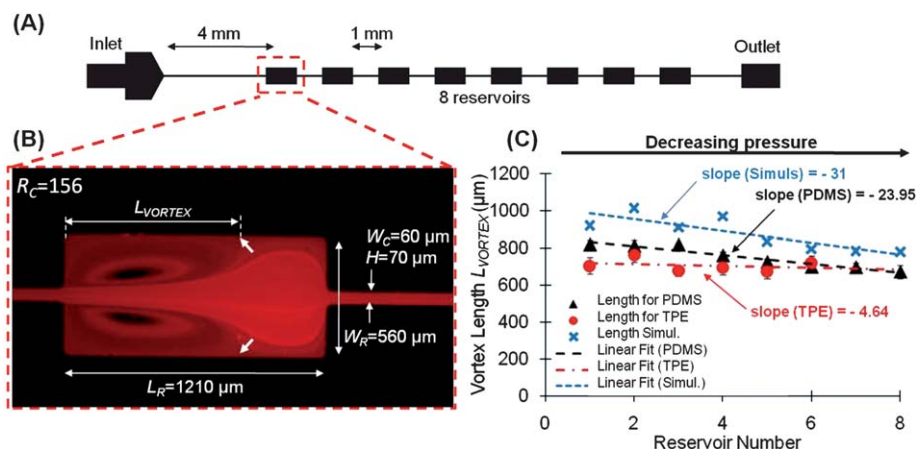 (A)
Inlet
4 mm
1 mm
Outlet
8 reservoirs
(B)
R_C=156
L_VORTEX
W_C=60 µm
H=70 µm
W_R=560 µm
L_R=1210 µm
(C)
Decreasing pressure
slope (Simuls) = - 31
slope (PDMS) = - 23.95
slope (TPE) = - 4.64
Vortex Length L_VORTEX (µm)
1200
1000
800
600
400
200
0
Length for PDMS
Length for TPE
Length Simul.
Linear Fit (PDMS)
Linear Fit (TPE)
Linear Fit (Simul.)
0 2 4 6 8
Reservoir Number